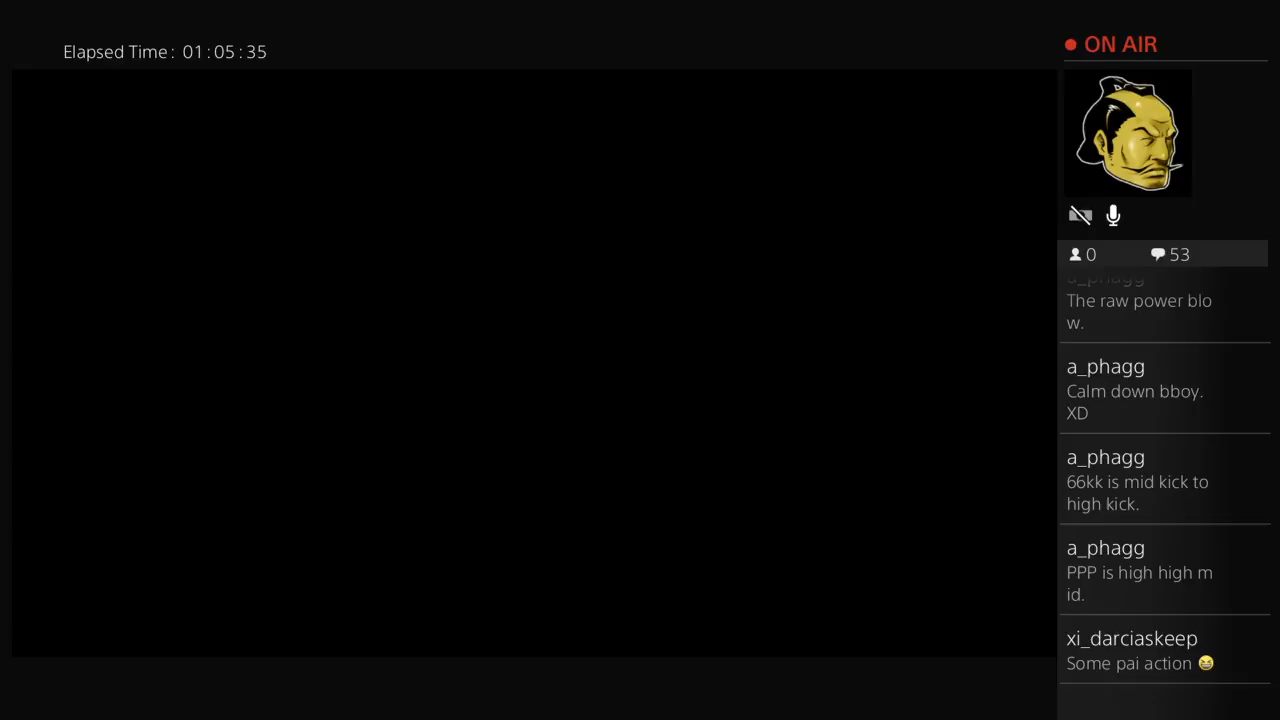 Elapsed Time: 01:05:35
ON AIR
0 53
a_phagg
The raw power blo
w.
a_phagg
Calm down bboy.
XD
a_phagg
66kk is mid kick to
high kick.
a_phagg
PPP is high high m
id.
xi_darciaskeep
Some pai action 😆